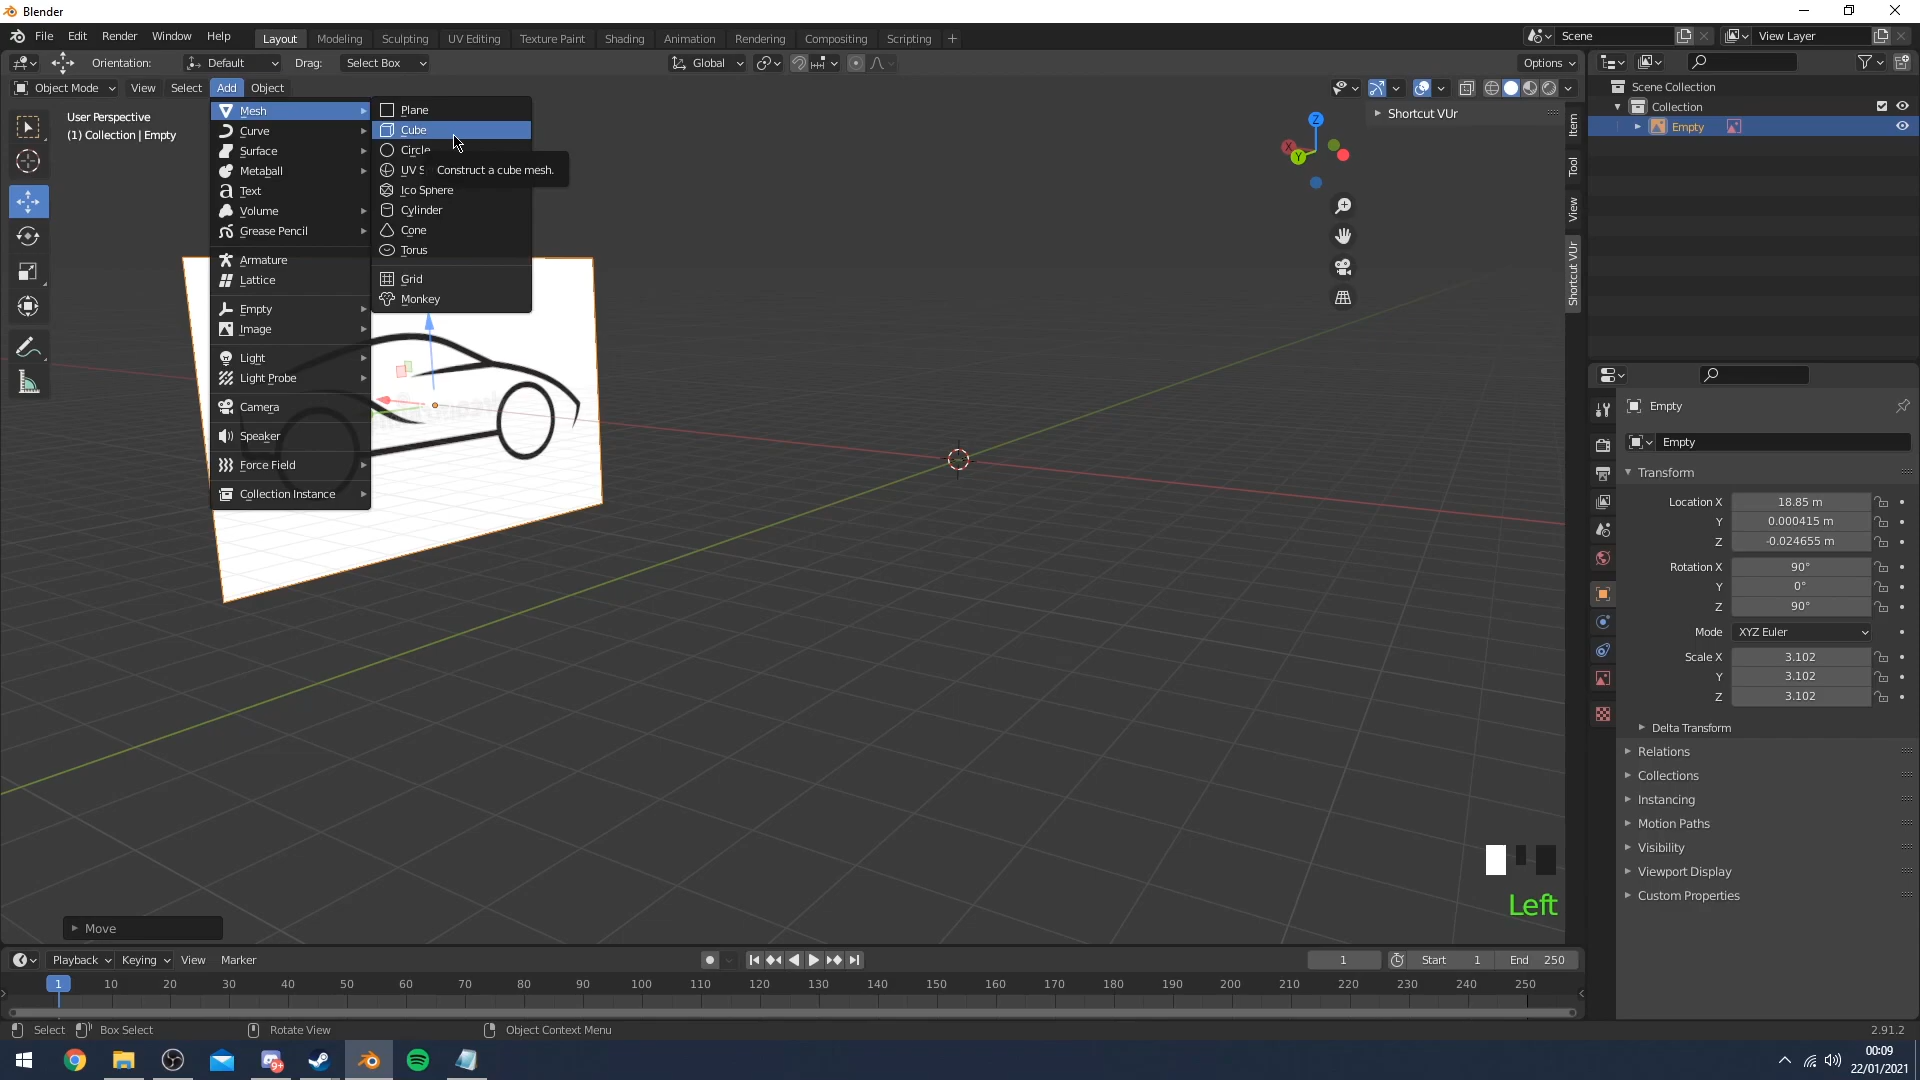 Blender
File Edit Render Window Help Layout Modeling Sculpting UV Editing Texture Paint Shading Animation Rendering Compositing Scripting + Scene View Layer
Orientation: Default Drag: Select Box Global Options
Object Mode View Select Add Object
User Perspective
(1) Collection | Empty
Mesh
Curve
Surface
Metaball
Text
Volume
Grease Pencil
Armature
Lattice
Empty
Image
Light
Light Probe
Camera
Speaker
Force Field
Collection Instance
Plane
Cube
Circle
UV S
Construct a cube mesh.
Ico Sphere
Cylinder
Cone
Torus
Grid
Monkey
Z
X
Y
Shortcut VUr
Item
Tool
View
Shortcut VUr
Scene Collection
Collection
Empty
Empty
Empty
Transform
Location X 18.85 m
Y 0.000415 m
Z -0.024655 m
Rotation X 90°
Y 0°
Z 90°
Mode XYZ Euler
Scale X 3.102
Y 3.102
Z 3.102
Delta Transform
Relations
Collections
Instancing
Motion Paths
Visibility
Viewport Display
Custom Properties
Left
Move
Playback Keying View Marker 1 Start 1 End 250
1 10 20 30 40 50 60 70 80 90 100 110 120 130 140 150 160 170 180 190 200 210 220 230 240 250
Select Box Select Rotate View Object Context Menu 2.91.2
9+
00:09
22/01/2021